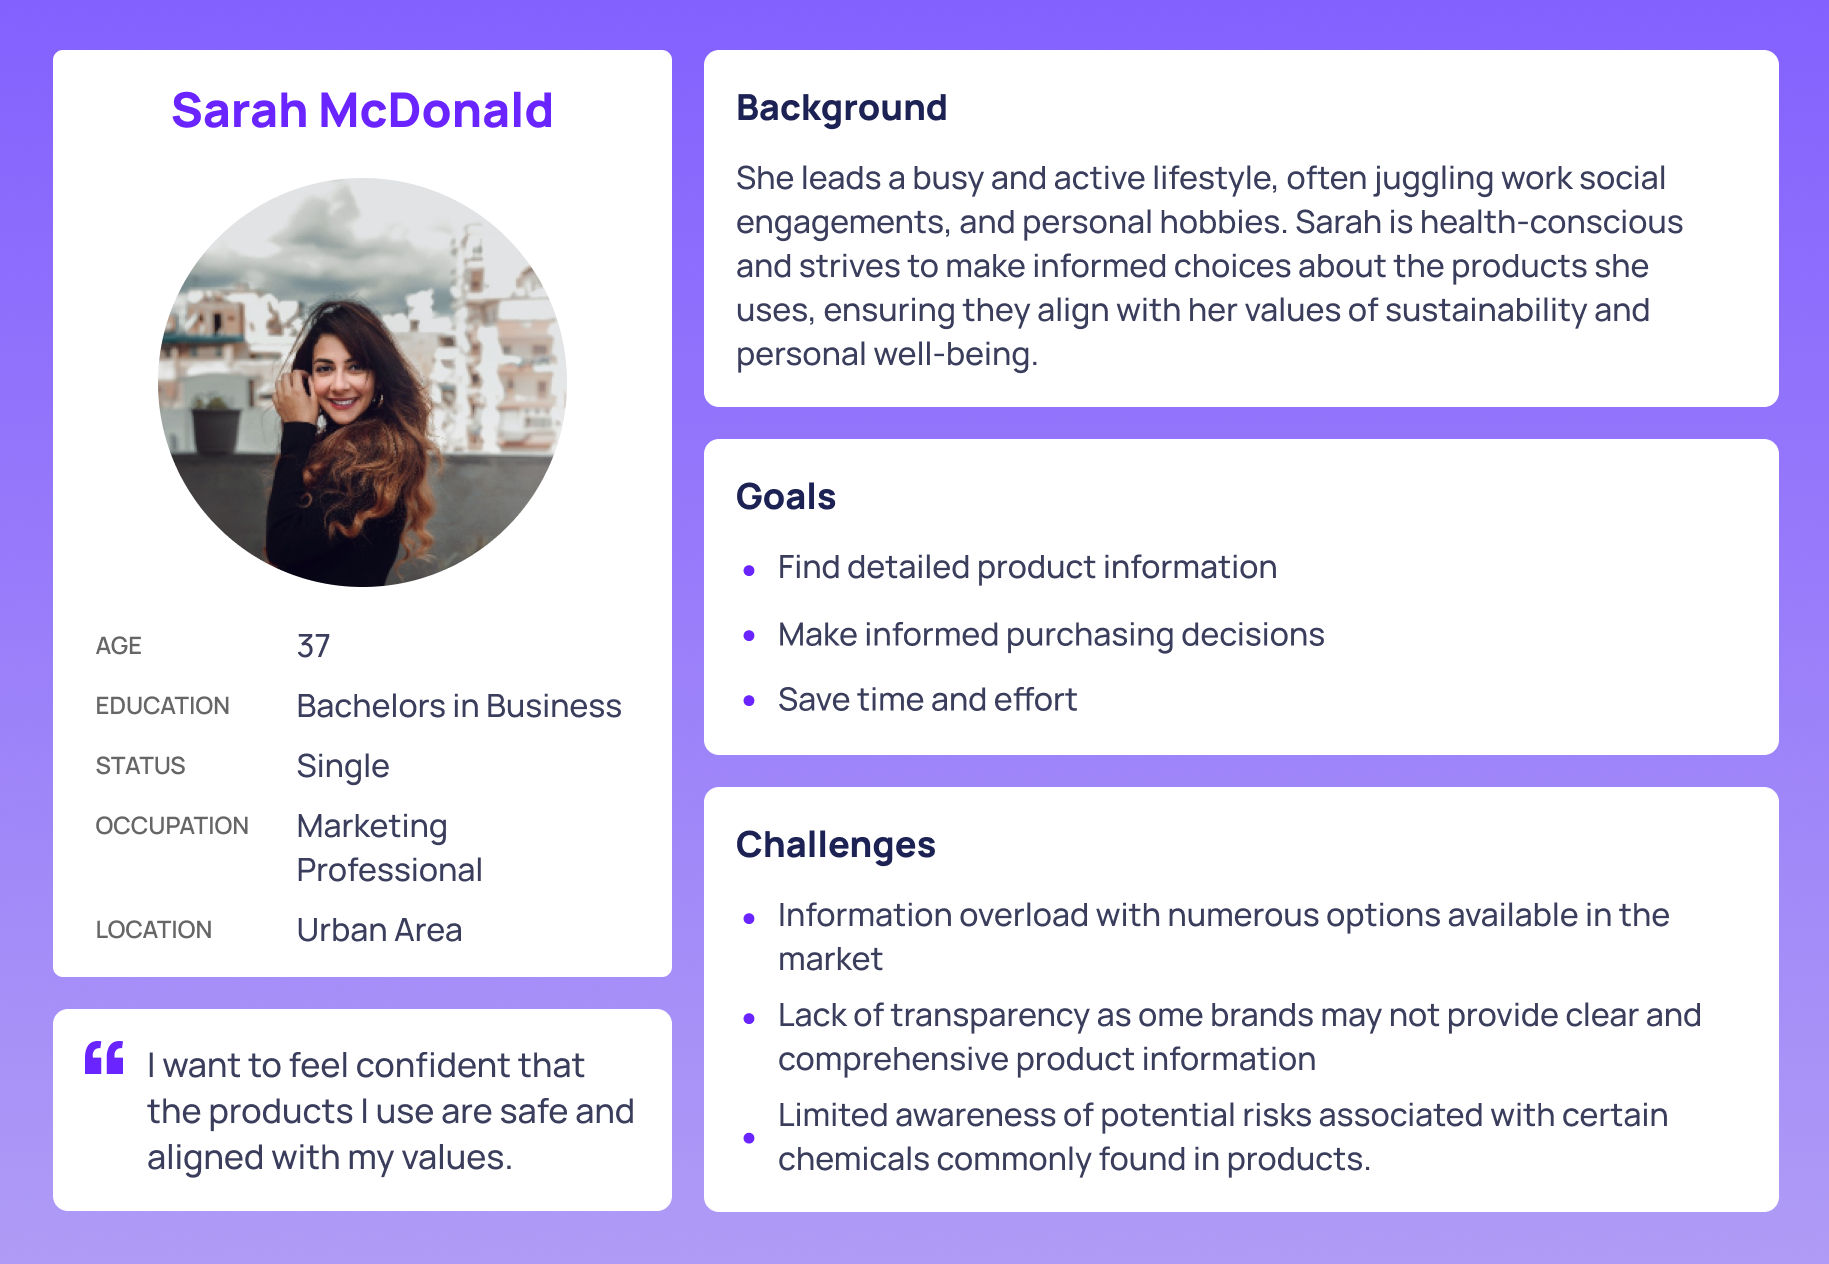 Sarah McDonald
AGE 37
EDUCATION Bachelors in Business
STATUS Single
OCCUPATION Marketing
Professional
LOCATION Urban Area
“ I want to feel confident that
the products I use are safe and
aligned with my values.
Background
She leads a busy and active lifestyle, often juggling work social
engagements, and personal hobbies. Sarah is health-conscious
and strives to make informed choices about the products she
uses, ensuring they align with her values of sustainability and
personal well-being.
Goals
• Find detailed product information
• Make informed purchasing decisions
• Save time and effort
Challenges
• Information overload with numerous options available in the
market
• Lack of transparency as ome brands may not provide clear and
comprehensive product information
• Limited awareness of potential risks associated with certain
chemicals commonly found in products.